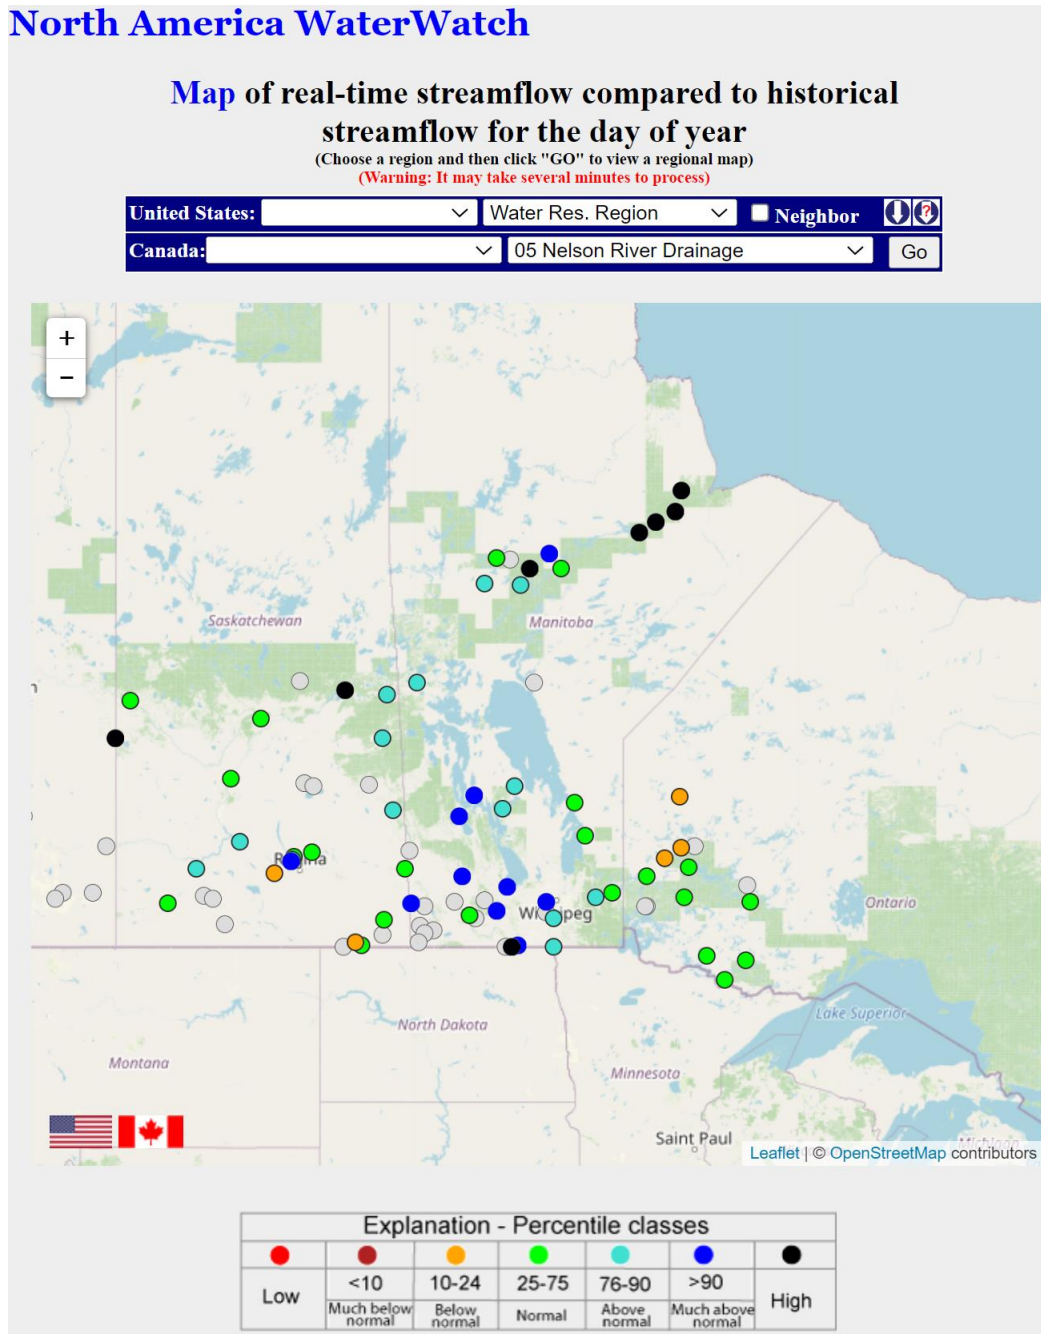 North America WaterWatch
Map of real-time streamflow compared to historical
streamflow for the day of year
(Choose a region and then click "GO" to view a regional map)
(Warning: It may take several minutes to process)
United States: Water Res. Region Neighbor ?
Canada: 05 Nelson River Drainage Go
+
−
Saskatchewan
Manitoba
Winnipeg
Ontario
Lake Superior
North Dakota
Montana
Minnesota
Saint Paul
Michigan
Leaflet | © OpenStreetMap contributors
Explanation - Percentile classes
Low
<10
Much below
normal
10-24
Below
normal
25-75
Normal
76-90
Above
normal
>90
Much above
normal
High